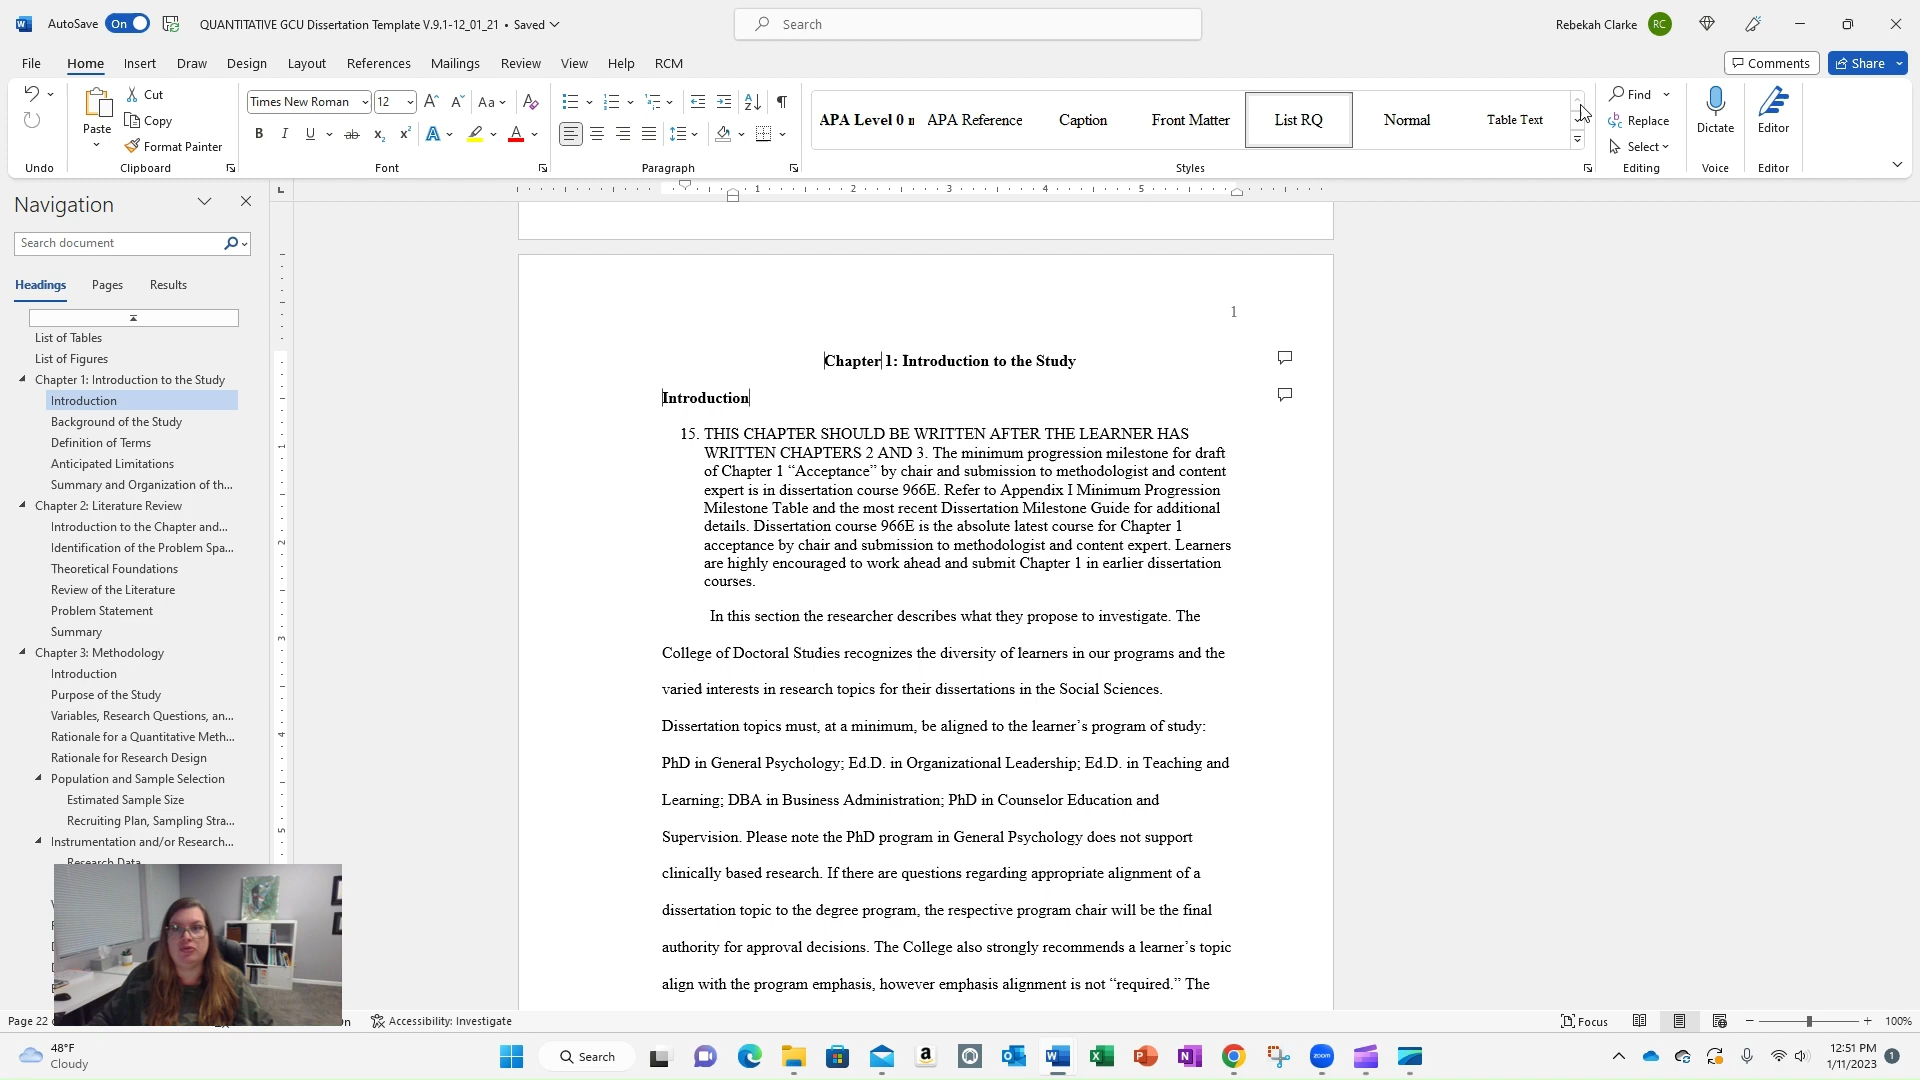 AutoSave On QUANTITATIVE GCU Dissertation Template V.9.1-12_01_21 • Saved
Search
Rebekah Clarke RC
File Home Insert Draw Design Layout References Mailings Review View Help RCM
Comments Share
Paste
Cut
Copy
Format Painter
Times New Roman 12
APA Level 0 n
APA Reference
Caption
Front Matter
List RQ
Normal
Table Text
Find
Replace
Select
Dictate
Editor
Undo Clipboard Font Paragraph Styles Editing Voice Editor
Navigation
Search document
Headings Pages Results
List of Tables
List of Figures
Chapter 1: Introduction to the Study
Introduction
Background of the Study
Definition of Terms
Anticipated Limitations
Summary and Organization of th...
Chapter 2: Literature Review
Introduction to the Chapter and...
Identification of the Problem Spa...
Theoretical Foundations
Review of the Literature
Problem Statement
Summary
Chapter 3: Methodology
Introduction
Purpose of the Study
Variables, Research Questions, an...
Rationale for a Quantitative Meth...
Rationale for Research Design
Population and Sample Selection
Estimated Sample Size
Recruiting Plan, Sampling Stra...
Instrumentation and/or Research...
Research Data
1
Chapter 1: Introduction to the Study
Introduction
15. THIS CHAPTER SHOULD BE WRITTEN AFTER THE LEARNER HAS
WRITTEN CHAPTERS 2 AND 3. The minimum progression milestone for draft
of Chapter 1 “Acceptance” by chair and submission to methodologist and content
expert is in dissertation course 966E. Refer to Appendix I Minimum Progression
Milestone Table and the most recent Dissertation Milestone Guide for additional
details. Dissertation course 966E is the absolute latest course for Chapter 1
acceptance by chair and submission to methodologist and content expert. Learners
are highly encouraged to work ahead and submit Chapter 1 in earlier dissertation
courses.
In this section the researcher describes what they propose to investigate. The
College of Doctoral Studies recognizes the diversity of learners in our programs and the
varied interests in research topics for their dissertations in the Social Sciences.
Dissertation topics must, at a minimum, be aligned to the learner’s program of study:
PhD in General Psychology; Ed.D. in Organizational Leadership; Ed.D. in Teaching and
Learning; DBA in Business Administration; PhD in Counselor Education and
Supervision. Please note the PhD program in General Psychology does not support
clinically based research. If there are questions regarding appropriate alignment of a
dissertation topic to the degree program, the respective program chair will be the final
authority for approval decisions. The College also strongly recommends a learner’s topic
align with the program emphasis, however emphasis alignment is not “required.” The
Page 22
Accessibility: Investigate
Focus
100%
48°F
Cloudy
Search
12:51 PM
1/11/2023
1